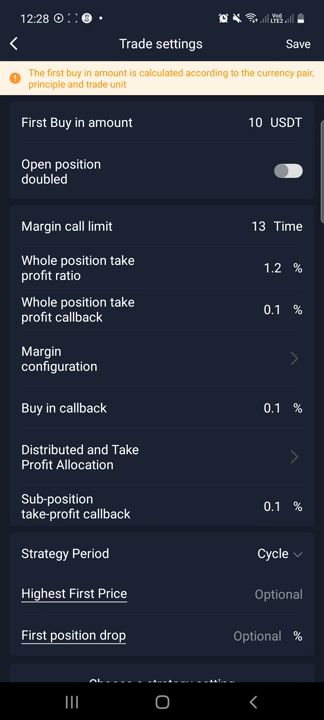 12:28
Trade settings
Save
The first buy in amount is calculated according to the currency pair,
principle and trade unit
First Buy in amount 10 USDT
Open position
doubled
Margin call limit 13 Time
Whole position take
profit ratio 1.2 %
Whole position take
profit callback 0.1 %
Margin
configuration
Buy in callback 0.1 %
Distributed and Take
Profit Allocation
Sub-position
take-profit callback 0.1 %
Strategy Period Cycle
Highest First Price Optional
First position drop Optional %
Choose a strategy setting